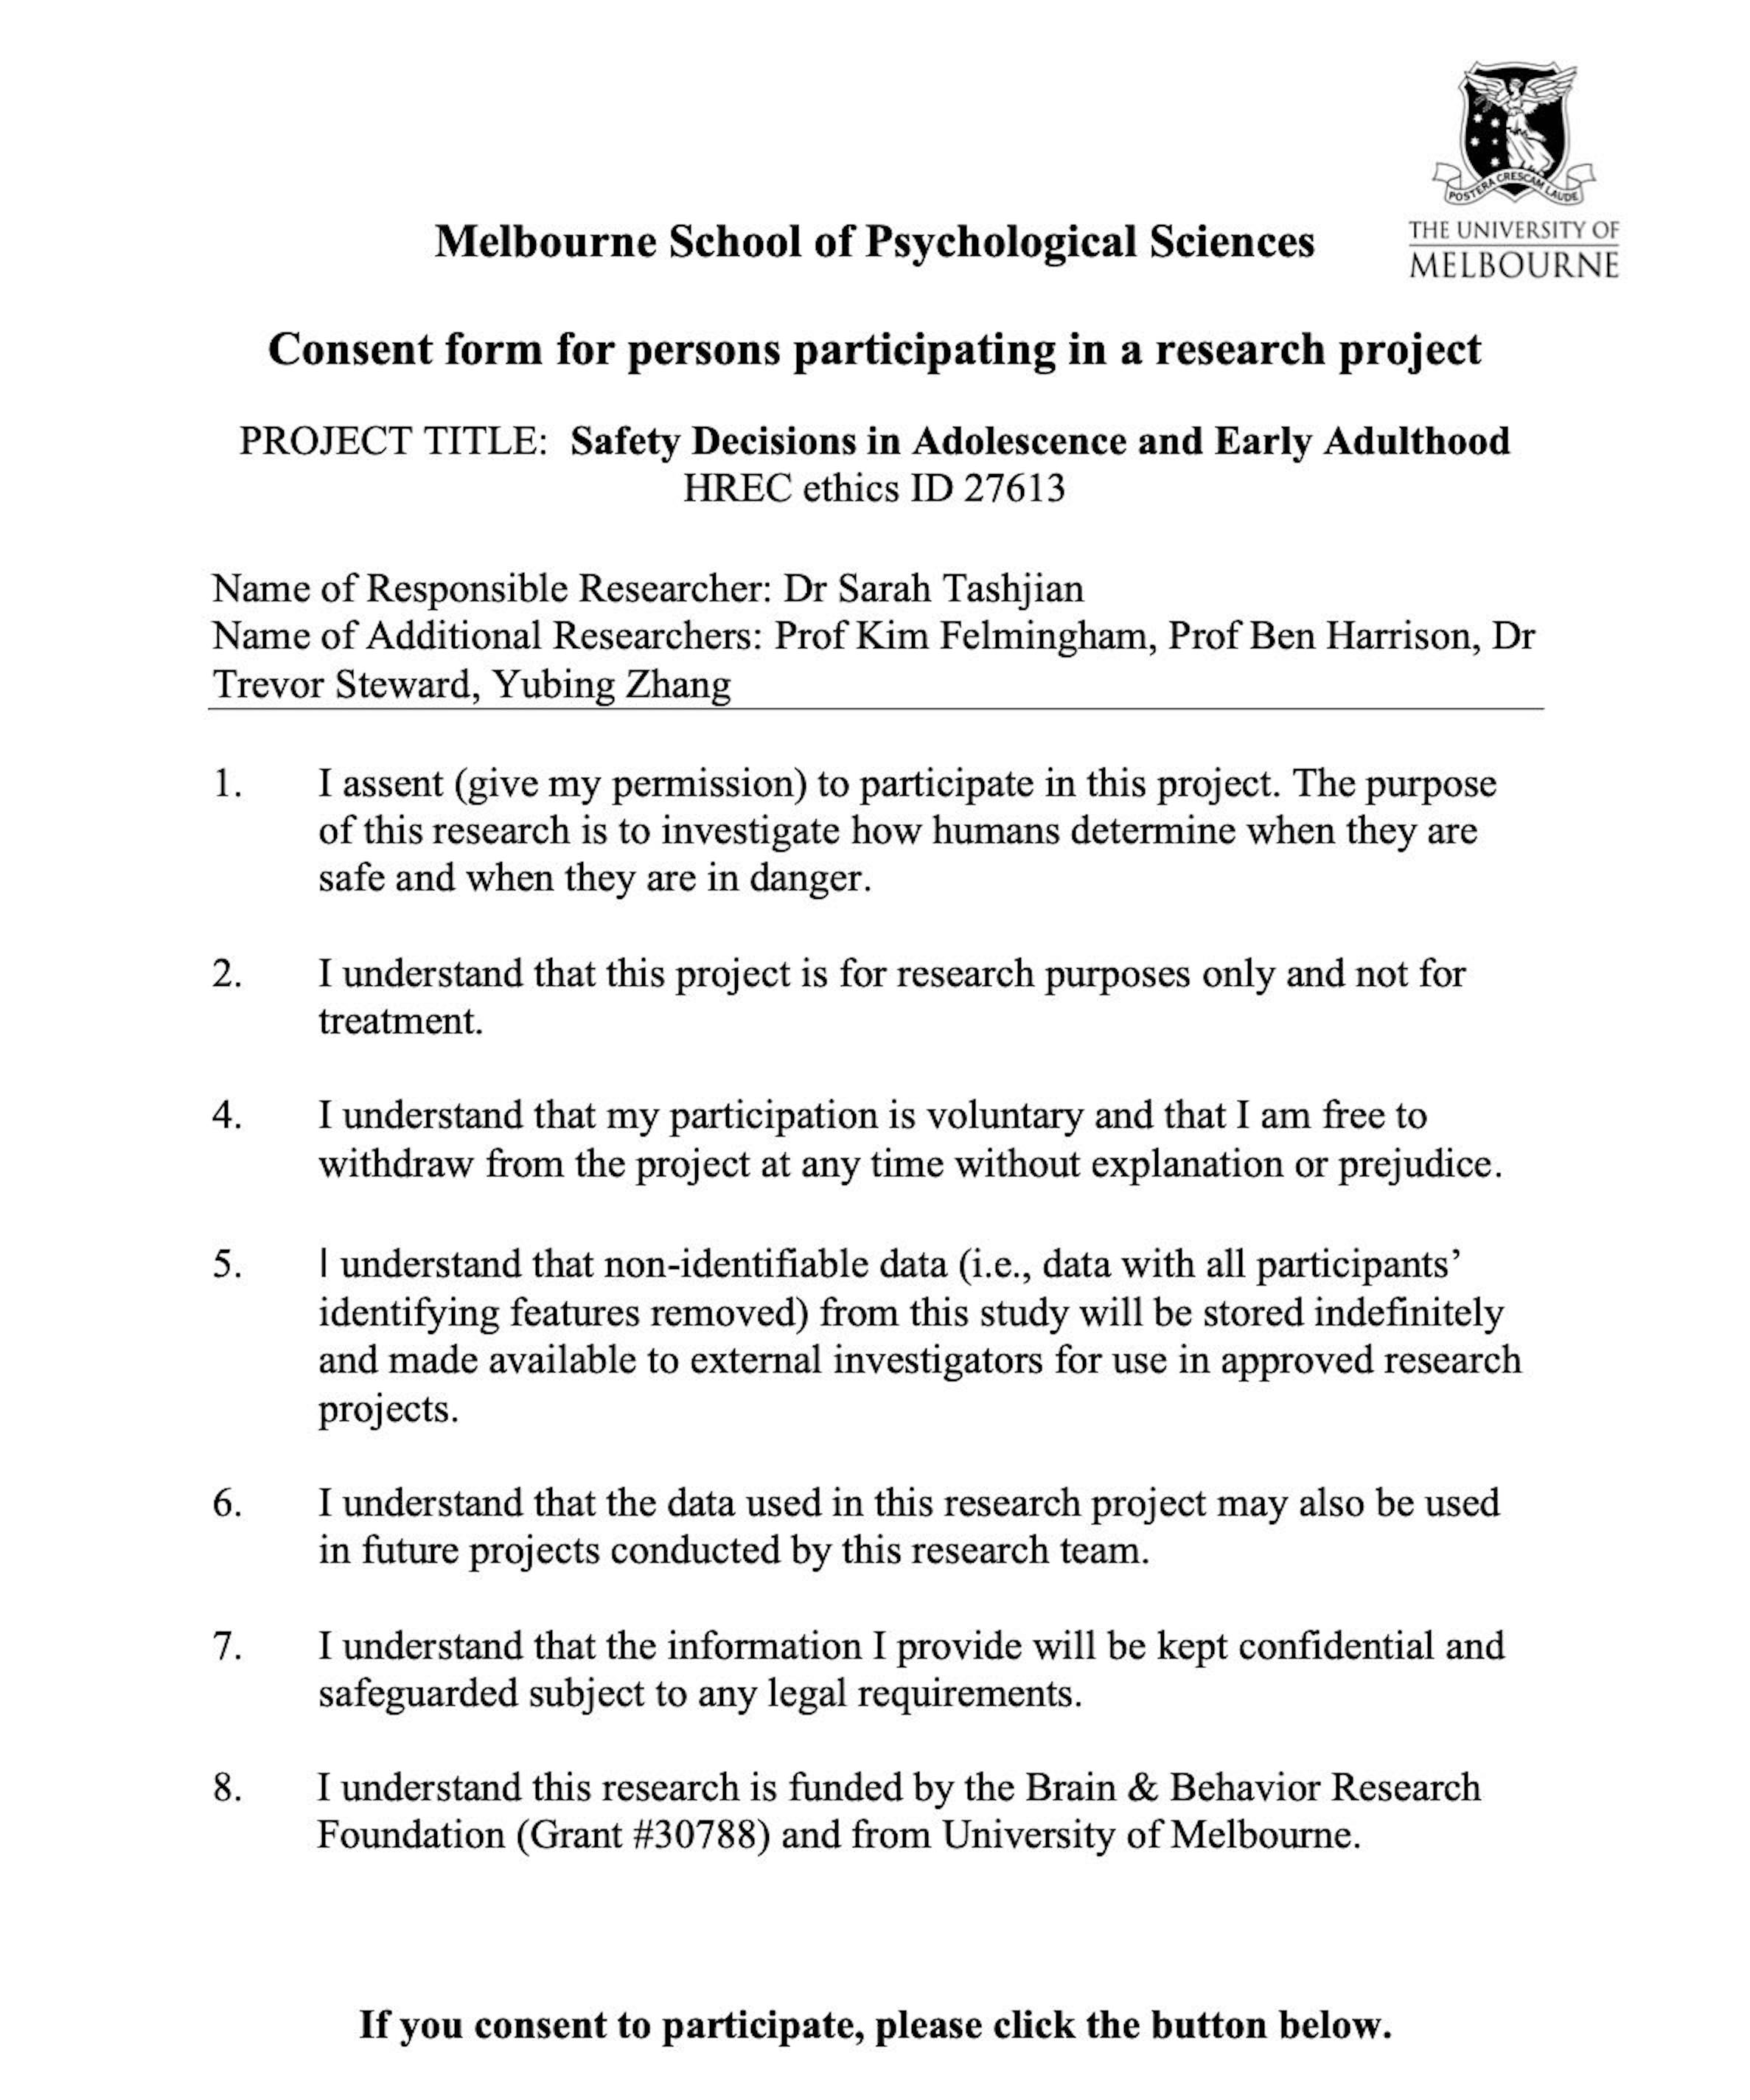 POSTERA CRESCAM LAUDE
THE UNIVERSITY OF
MELBOURNE
Melbourne School of Psychological Sciences
Consent form for persons participating in a research project
PROJECT TITLE: Safety Decisions in Adolescence and Early Adulthood
HREC ethics ID 27613
Name of Responsible Researcher: Dr Sarah Tashjian
Name of Additional Researchers: Prof Kim Felmingham, Prof Ben Harrison, Dr
Trevor Steward, Yubing Zhang
1. I assent (give my permission) to participate in this project. The purpose
of this research is to investigate how humans determine when they are
safe and when they are in danger.
2. I understand that this project is for research purposes only and not for
treatment.
4. I understand that my participation is voluntary and that I am free to
withdraw from the project at any time without explanation or prejudice.
5. I understand that non-identifiable data (i.e., data with all participants’
identifying features removed) from this study will be stored indefinitely
and made available to external investigators for use in approved research
projects.
6. I understand that the data used in this research project may also be used
in future projects conducted by this research team.
7. I understand that the information I provide will be kept confidential and
safeguarded subject to any legal requirements.
8. I understand this research is funded by the Brain & Behavior Research
Foundation (Grant #30788) and from University of Melbourne.
If you consent to participate, please click the button below.